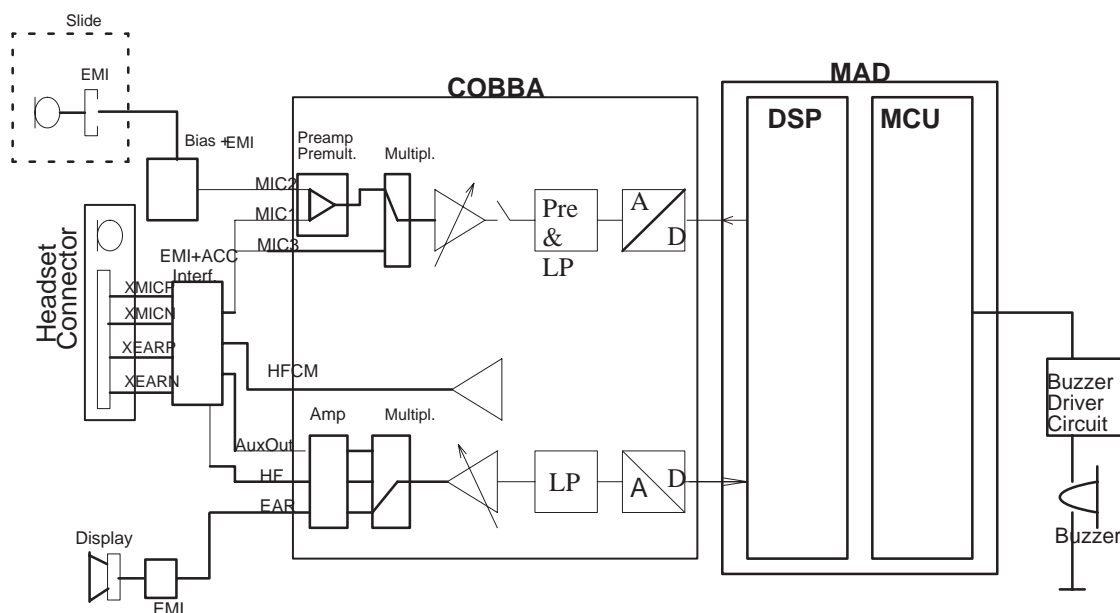 Slide
EMI
MAD
COBBA
DSP
MCU
Bias +EMI
Preamp
Premult.
Multipl.
MIC2
MIC1
MIC3
Pre
&
LP
A
D
Headset
Connector
EMI+ACC
Interf.
XMICP
XMICN
XEARP
XEARN
HFCM
Buzzer
Driver
Circuit
Amp
Multipl.
AuxOut
HF
EAR
LP
A
D
Display
EMI
Buzzer